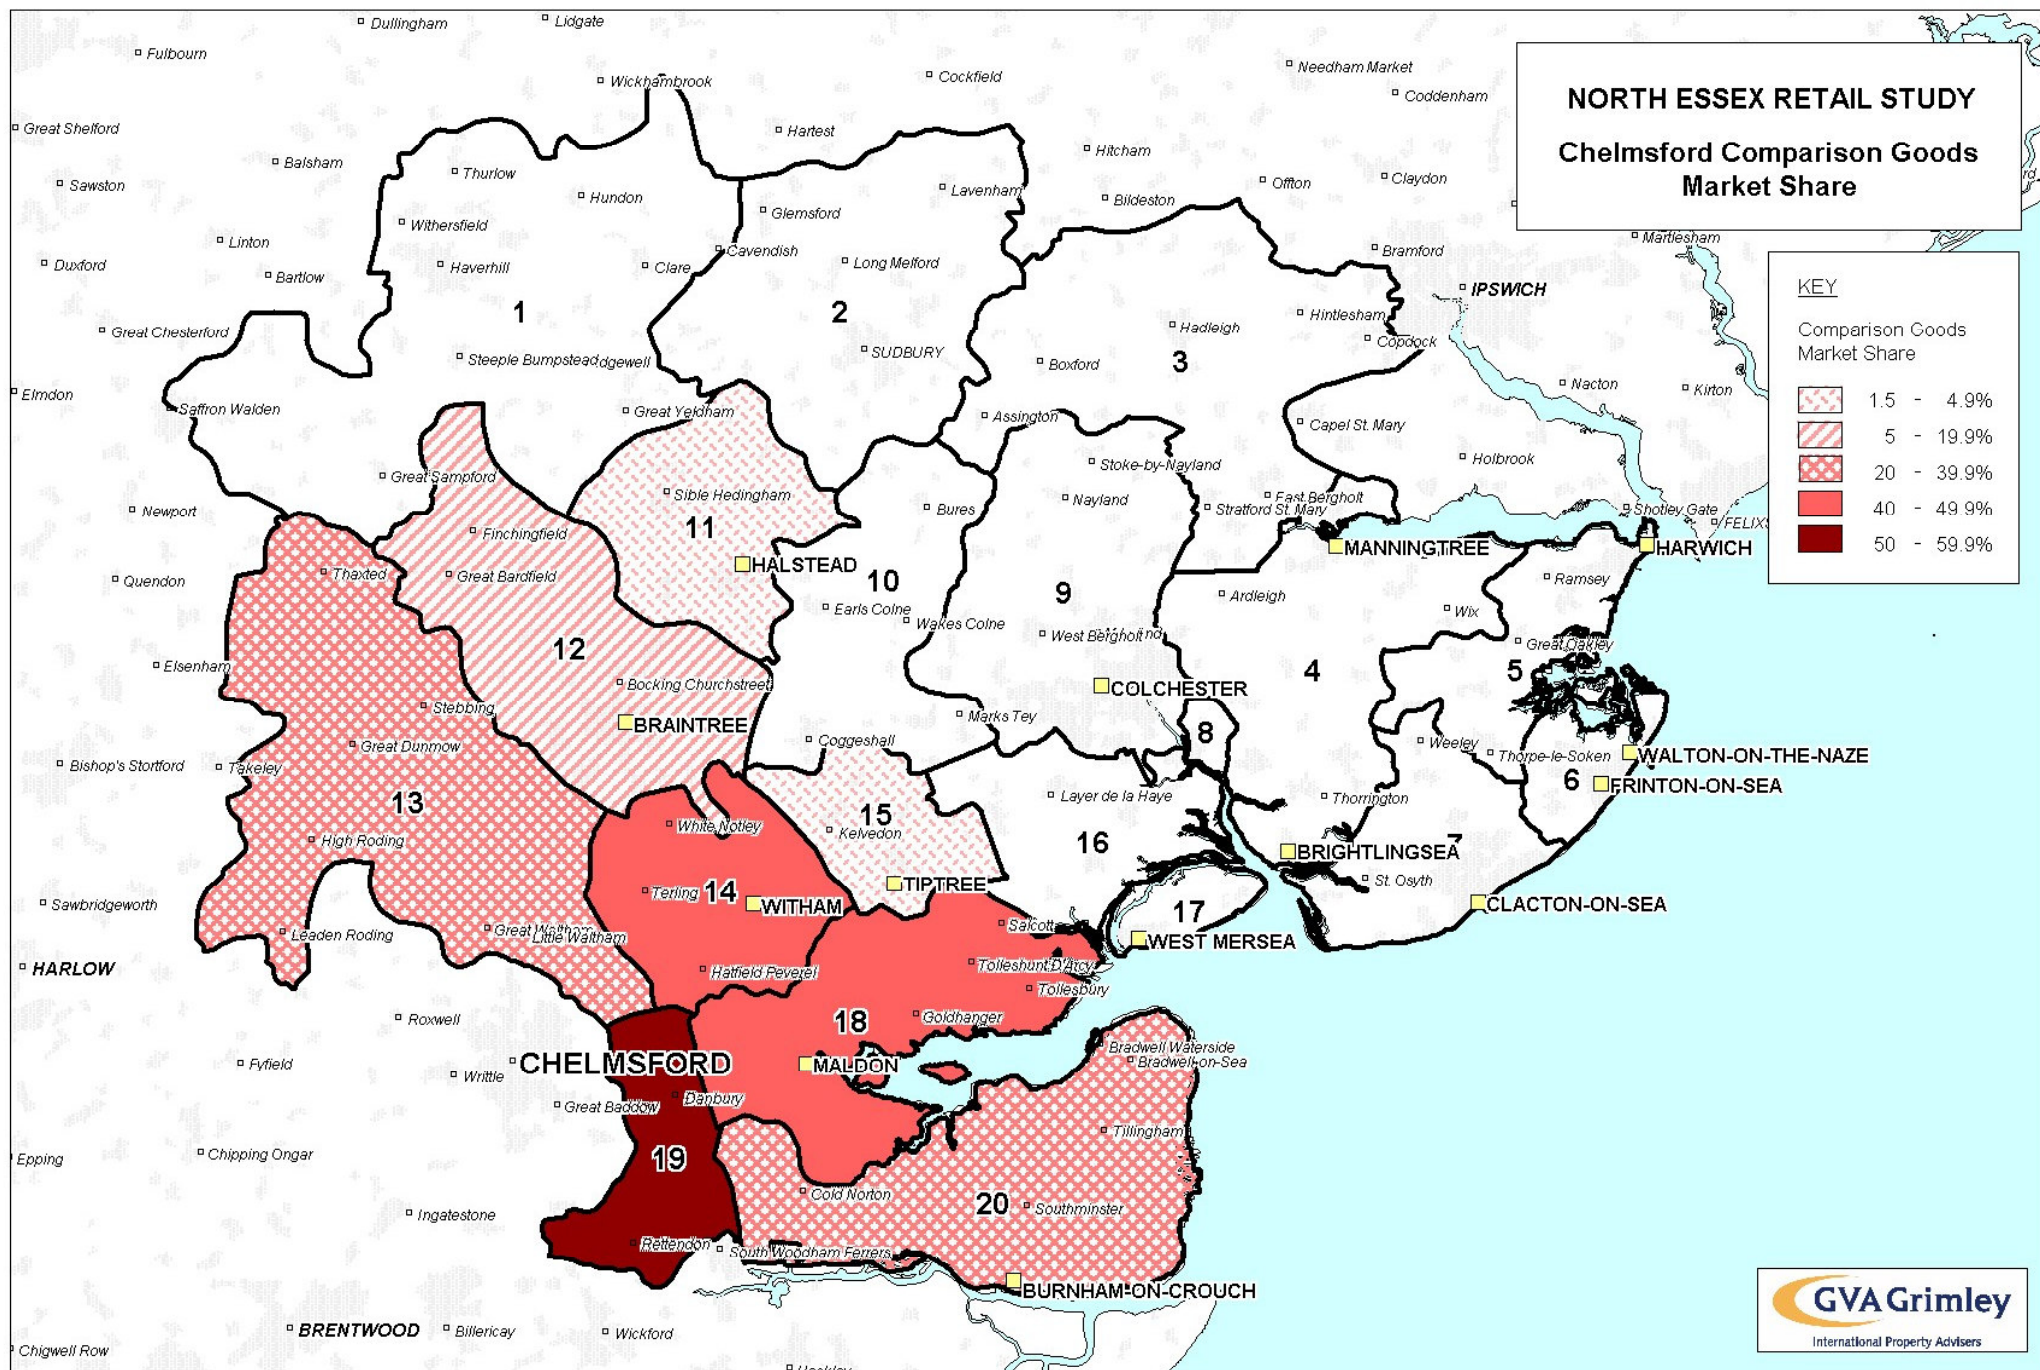 Dullingham
Lidgate
Fulbourn
Wickhambrook
Cockfield
Needham Market
Coddenham
NORTH ESSEX RETAIL STUDY
Chelmsford Comparison Goods
Market Share
Great Shelford
Hartest
Hitcham
Balsham
Thurlow
Sawston
Hundon
Lavenham
Bildeston
Offton
Claydon
Glemsford
Withersfield
Linton
Cavendish
Bramford
Martlesham
Duxford
Bartlow
Haverhill
Clare
Long Melford
KEY
IPSWICH
1
2
Hintlesham
Comparison Goods
Market Share
Great Chesterford
Hadleigh
Copdock
Steeple Bumpstead
dgewell
SUDBURY
Boxford
3
Elmdon
Nacton
Kirton
1.5 - 4.9%
5 - 19.9%
20 - 39.9%
40 - 49.9%
50 - 59.9%
Saffron Walden
Great Yeldham
Assington
Capel St. Mary
Great Sampford
Stoke-by-Nayland
Holbrook
Sible Hedingham
Nayland
East Bergholt
Newport
Bures
Stratford St. Mary
Shotley Gate
FELIXS
Finchingfield
11
10
MANNINGTREE
HARWICH
HALSTEAD
Quendon
Thaxted
Great Bardfield
Ramsey
9
Ardleigh
Earls Colne
Wix
Wakes Colne
West Bergholt
nd
12
Great Oakley
Elsenham
4
5
Bocking Churchstreet
COLCHESTER
Stebbing
BRAINTREE
Marks Tey
8
Great Dunmow
Coggeshall
Weeley
Thorpe-le-Soken
WALTON-ON-THE-NAZE
Bishop's Stortford
Takeley
6
FRINTON-ON-SEA
13
Layer de la Haye
Thorrington
15
White Notley
Kelvedon
High Roding
16
7
BRIGHTLINGSEA
14
TIPTREE
St. Osyth
Terling
WITHAM
CLACTON-ON-SEA
Sawbridgeworth
17
Leaden Roding
Great Waltham
Little Waltham
Salcott
WEST MERSEA
HARLOW
Hatfield Peverel
Tolleshunt D'Arcy
Tollesbury
Roxwell
18
Goldhanger
Fyfield
CHELMSFORD
MALDON
Bradwell Waterside
Bradwell-on-Sea
Writtle
Great Baddow
Danbury
Tillingham
Epping
Chipping Ongar
19
Cold Norton
20
Southminster
Ingatestone
Rettendon
South Woodham Ferrers
BURNHAM-ON-CROUCH
BRENTWOOD
Billericay
Wickford
Chigwell Row
GVA Grimley
International Property Advisers